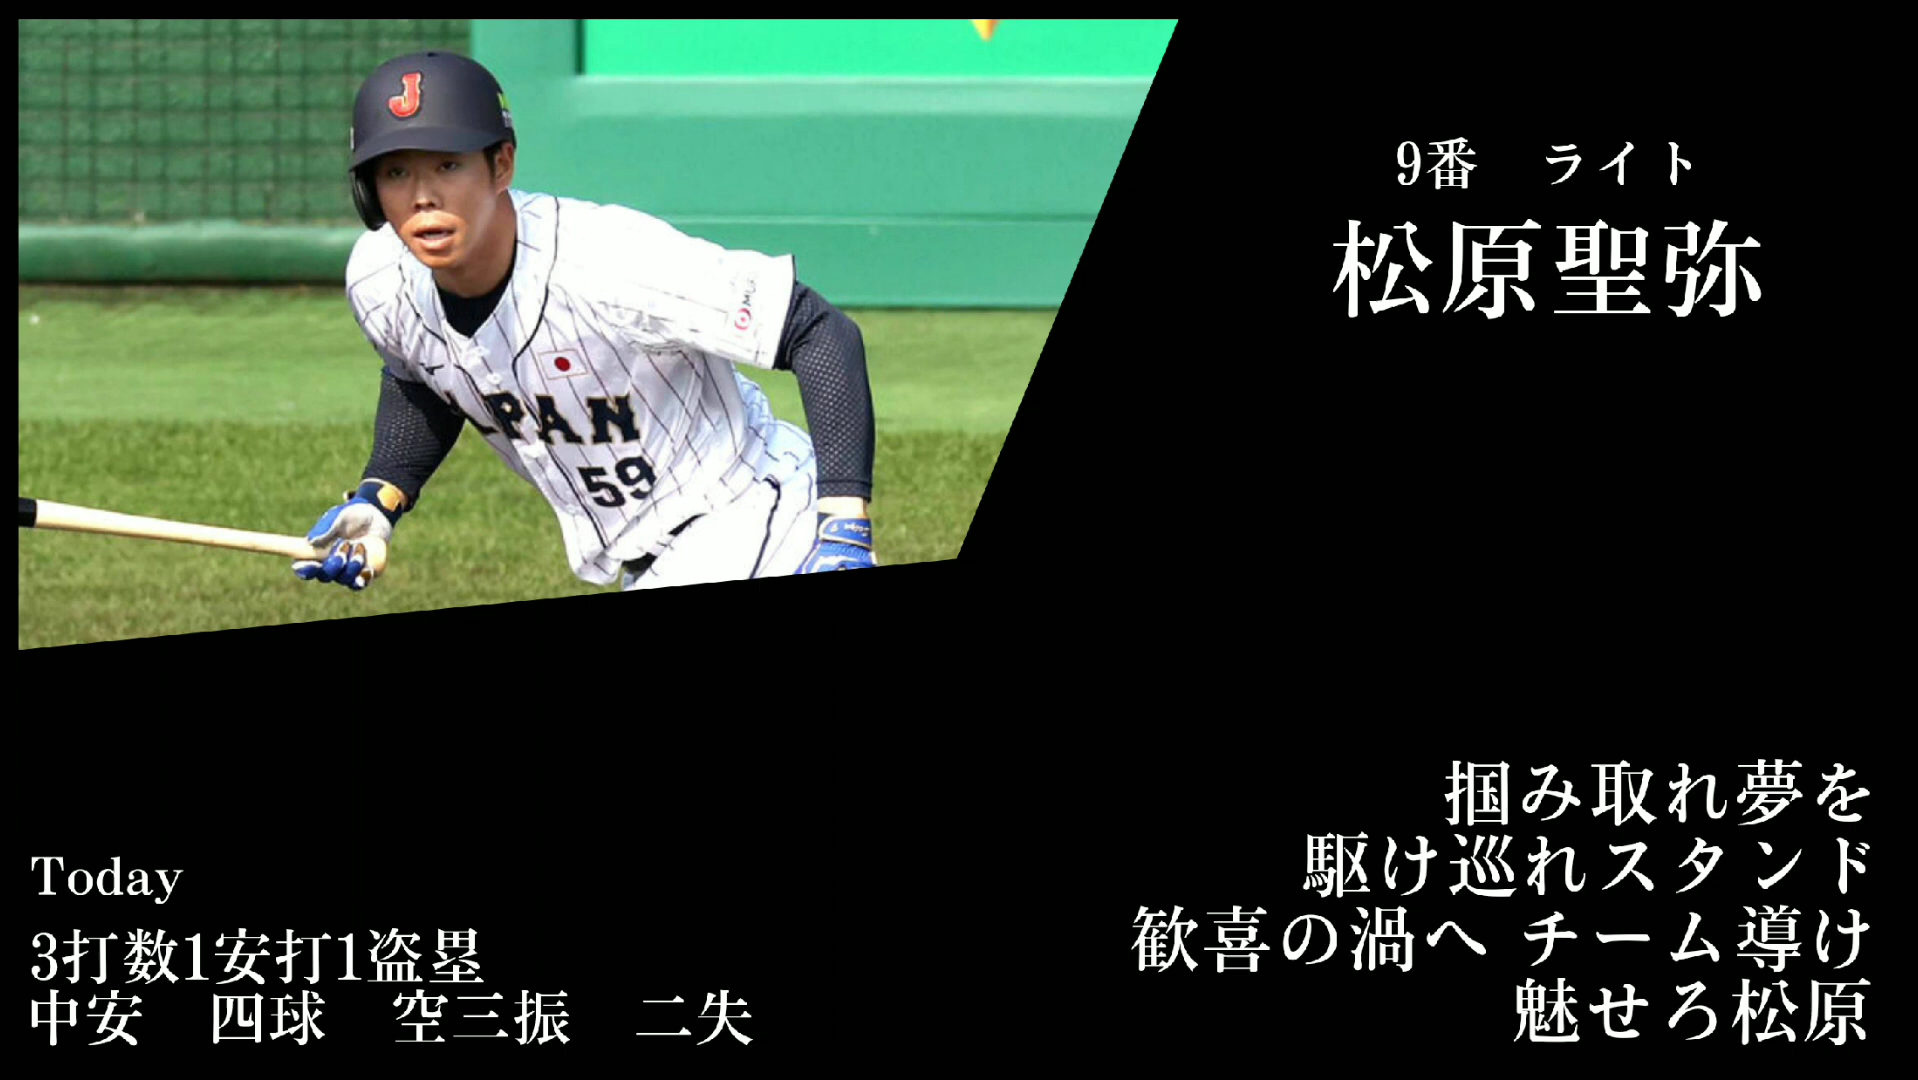 J
JAPAN
59
9番　ライト
松原聖弥
掴み取れ夢を
駆け巡れスタンド
歓喜の渦へ チーム導け
魅せろ松原
Today
3打数1安打1盗塁
中安　四球　空三振　二失